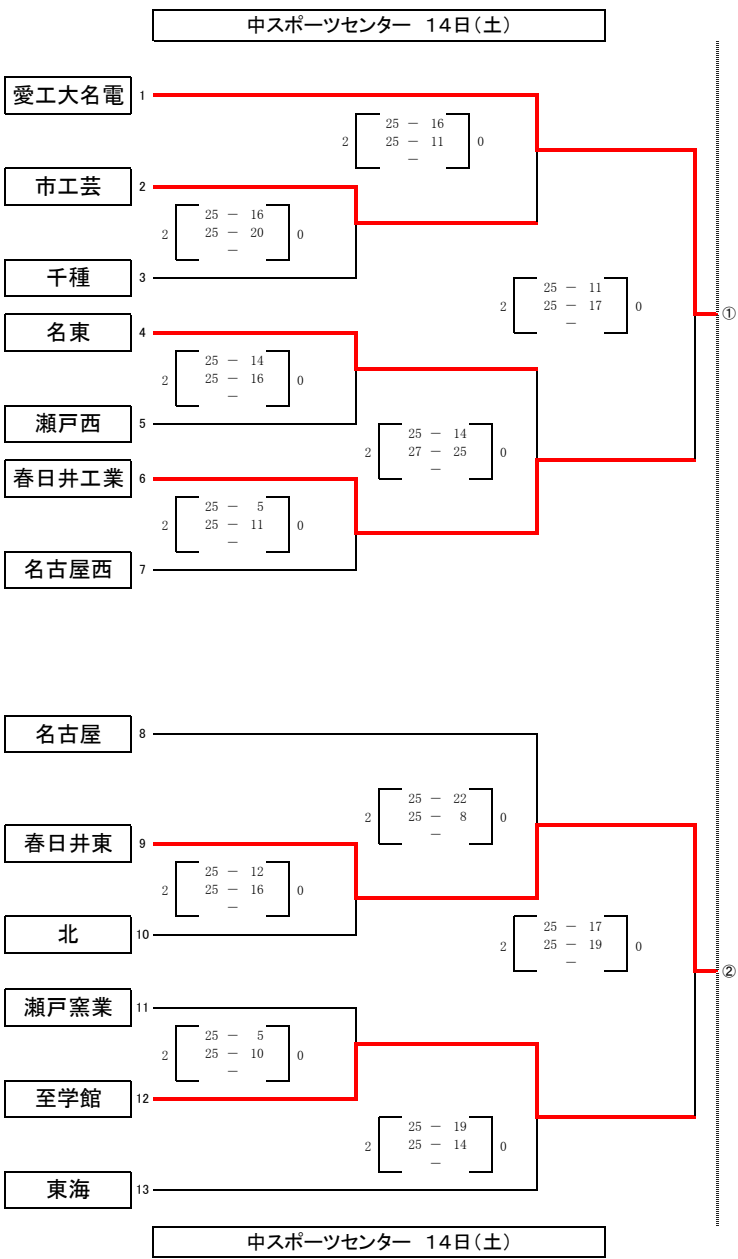 中スポーツセンター 14日(土)
愛工大名電 1
25 － 16
2 25 － 11 0
－
市工芸 2
25 － 16
2 25 － 20 0
－
千種 3
25 － 11
2 25 － 17 0
－
①
名東 4
25 － 14
2 25 － 16 0
－
瀬戸西 5
25 － 14
2 27 － 25 0
－
春日井工業 6
25 － 5
2 25 － 11 0
－
名古屋西 7
名古屋 8
25 － 22
2 25 － 8 0
－
春日井東 9
25 － 12
2 25 － 16 0
－
北 10
25 － 17
2 25 － 19 0
－
②
瀬戸窯業 11
25 － 5
2 25 － 10 0
－
至学館 12
25 － 19
2 25 － 14 0
－
東海 13
中スポーツセンター 14日(土)